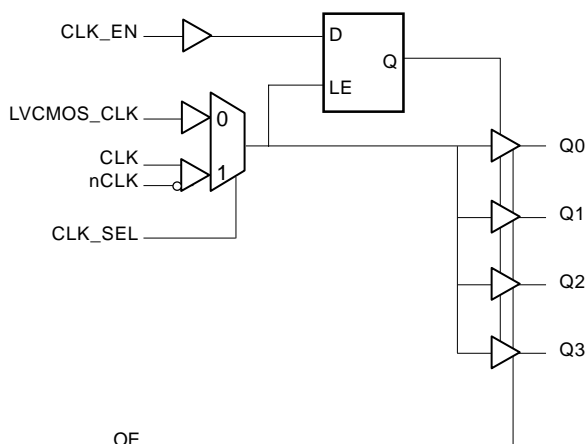 CLK_EN
D
Q
LE
LVCMOS_CLK
0
CLK
1
nCLK
CLK_SEL
Q0
Q1
Q2
Q3
OE